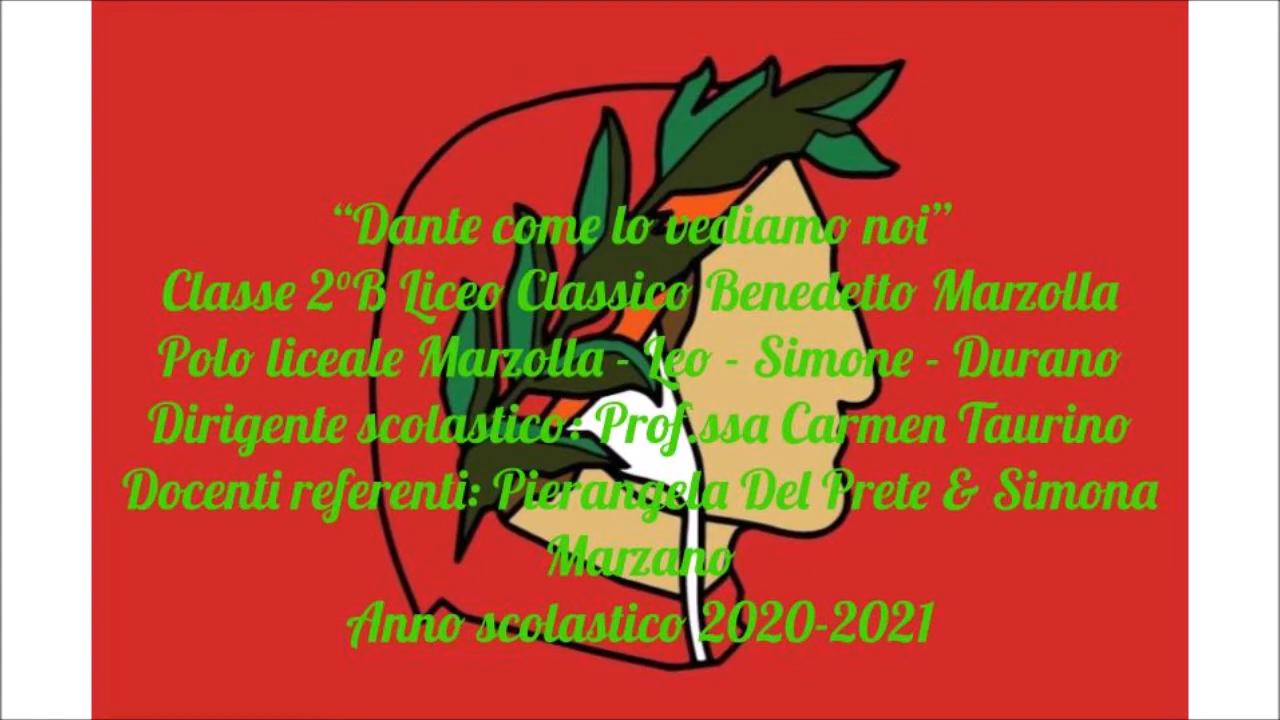 “Dante come lo vediamo noi”
Classe 2ºB Liceo Classico Benedetto Marzolla
Polo liceale Marzolla - Leo - Simone - Durano
Dirigente scolastico: Prof.ssa Carmen Taurino
Docenti referenti: Pierangela Del Prete & Simona
Marzano
Anno scolastico 2020-2021